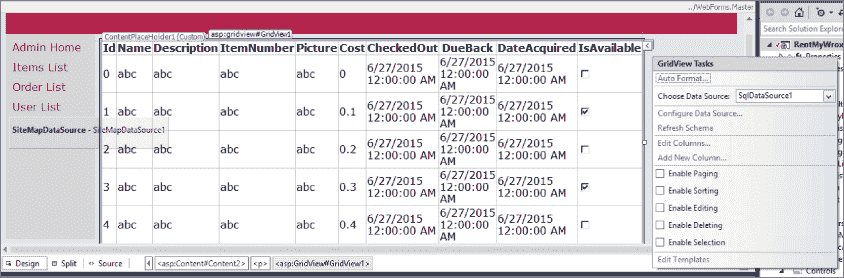 ../WebForms.Master
ContentPlaceHolder1 (Custom)
asp:gridview#GridView1
Admin Home
Items List
Order List
User List
SiteMapDataSource - SiteMapDataSource1
Id Name Description ItemNumber Picture Cost CheckedOut DueBack DateAcquired IsAvailable
0 abc abc abc abc 0 6/27/2015 12:00:00 AM 6/27/2015 12:00:00 AM 6/27/2015 12:00:00 AM
1 abc abc abc abc 0.1 6/27/2015 12:00:00 AM 6/27/2015 12:00:00 AM 6/27/2015 12:00:00 AM
2 abc abc abc abc 0.2 6/27/2015 12:00:00 AM 6/27/2015 12:00:00 AM 6/27/2015 12:00:00 AM
3 abc abc abc abc 0.3 6/27/2015 12:00:00 AM 6/27/2015 12:00:00 AM 6/27/2015 12:00:00 AM
4 abc abc abc abc 0.4 6/27/2015 12:00:00 AM 6/27/2015 12:00:00 AM 6/27/2015 12:00:00 AM
Design Split Source
<asp:Content#Content2> <p> <asp:GridView#GridView1>
GridView Tasks
Auto Format...
Choose Data Source: SqlDataSource1
Configure Data Source...
Refresh Schema
Edit Columns...
Add New Column...
Enable Paging
Enable Sorting
Enable Editing
Enable Deleting
Enable Selection
Edit Templates
Solution Explorer
Search Solution Exp
RentMyWrox
Controls